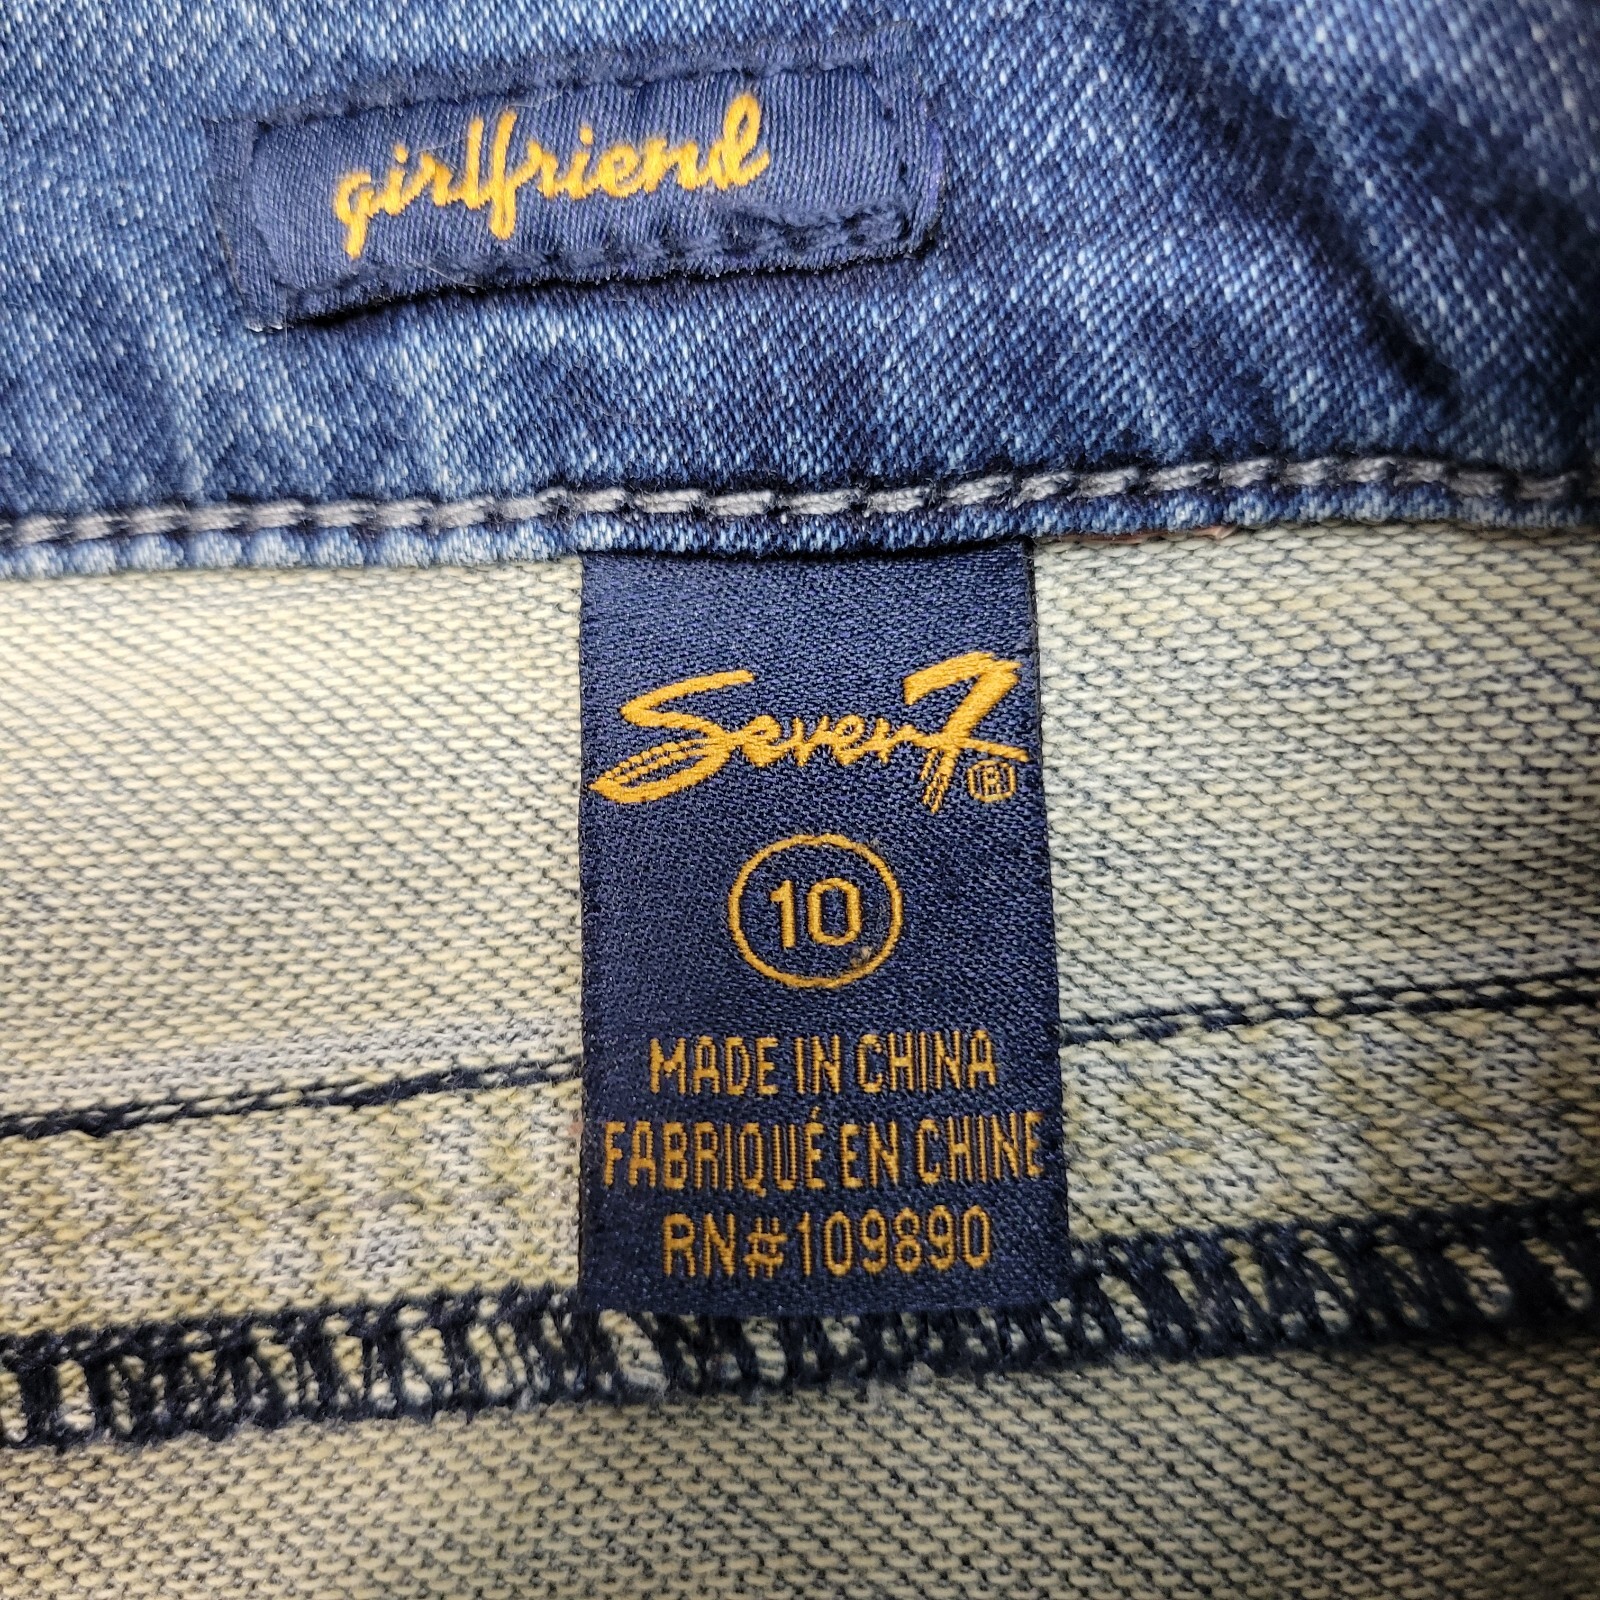 girlfriend
Seven7®
10
MADE IN CHINA
FABRIQUÉ EN CHINE
RN#109890